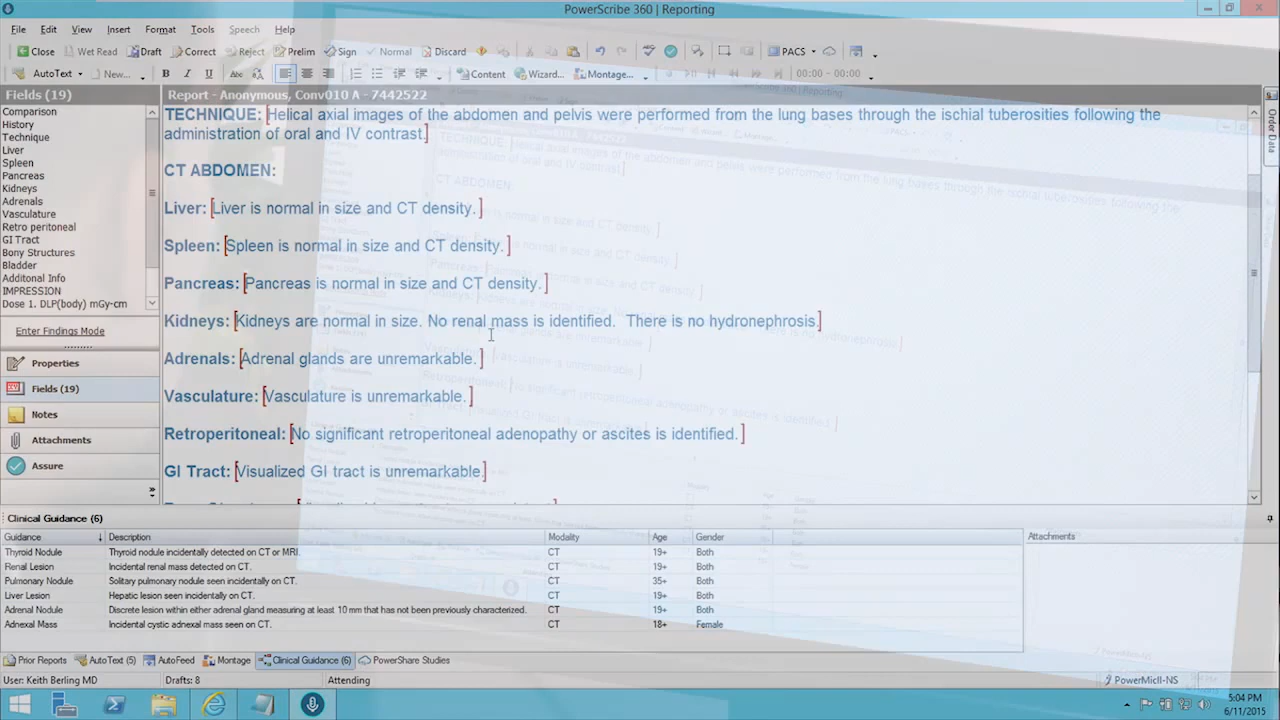 PowerScribe 360 | Reporting
File Edit View Insert Format Tools Speech Help
Close Wet Read Draft Correct Reject Prelim Sign Normal Discard PACS
AutoText New... B I U Abc Content Wizard... Montage... 00:00 - 00:00
Fields (19)
Report - Anonymous, Conv010 A - 7442522
Comparison
History
Technique
Liver
Spleen
Pancreas
Kidneys
Adrenals
Vasculature
Retro peritoneal
GI Tract
Bony Structures
Bladder
Additonal Info
IMPRESSION
Dose 1. DLP(body) mGy-cm
Enter Findings Mode
Properties
Fields (19)
Notes
Attachments
Assure
TECHNIQUE: [Helical axial images of the abdomen and pelvis were performed from the lung bases through the ischial tuberosities following the
administration of oral and IV contrast.]
CT ABDOMEN:
Liver: [Liver is normal in size and CT density.]
Spleen: [Spleen is normal in size and CT density.]
Pancreas: [Pancreas is normal in size and CT density.]
Kidneys: [Kidneys are normal in size. No renal mass is identified.  There is no hydronephrosis.]
Adrenals: [Adrenal glands are unremarkable.]
Vasculature: [Vasculature is unremarkable.]
Retroperitoneal: [No significant retroperitoneal adenopathy or ascites is identified.]
GI Tract: [Visualized GI tract is unremarkable.]
Order Data
Clinical Guidance (6)
Guidance Description Modality Age Gender Attachments
Thyroid Nodule Thyroid nodule incidentally detected on CT or MRI. CT 19+ Both
Renal Lesion Incidental renal mass detected on CT. CT 19+ Both
Pulmonary Nodule Solitary pulmonary nodule seen incidentally on CT. CT 35+ Both
Liver Lesion Hepatic lesion seen incidentally on CT. CT 19+ Both
Adrenal Nodule Discrete lesion within either adrenal gland measuring at least 10 mm that has not been previously characterized. CT 19+ Both
Adnexal Mass Incidental cystic adnexal mass seen on CT. CT 18+ Female
Prior Reports AutoText (5) AutoFeed Montage Clinical Guidance (6) PowerShare Studies
User: Keith Berling MD Drafts: 8 Attending PowerMicII-NS
5:04 PM
6/11/2015